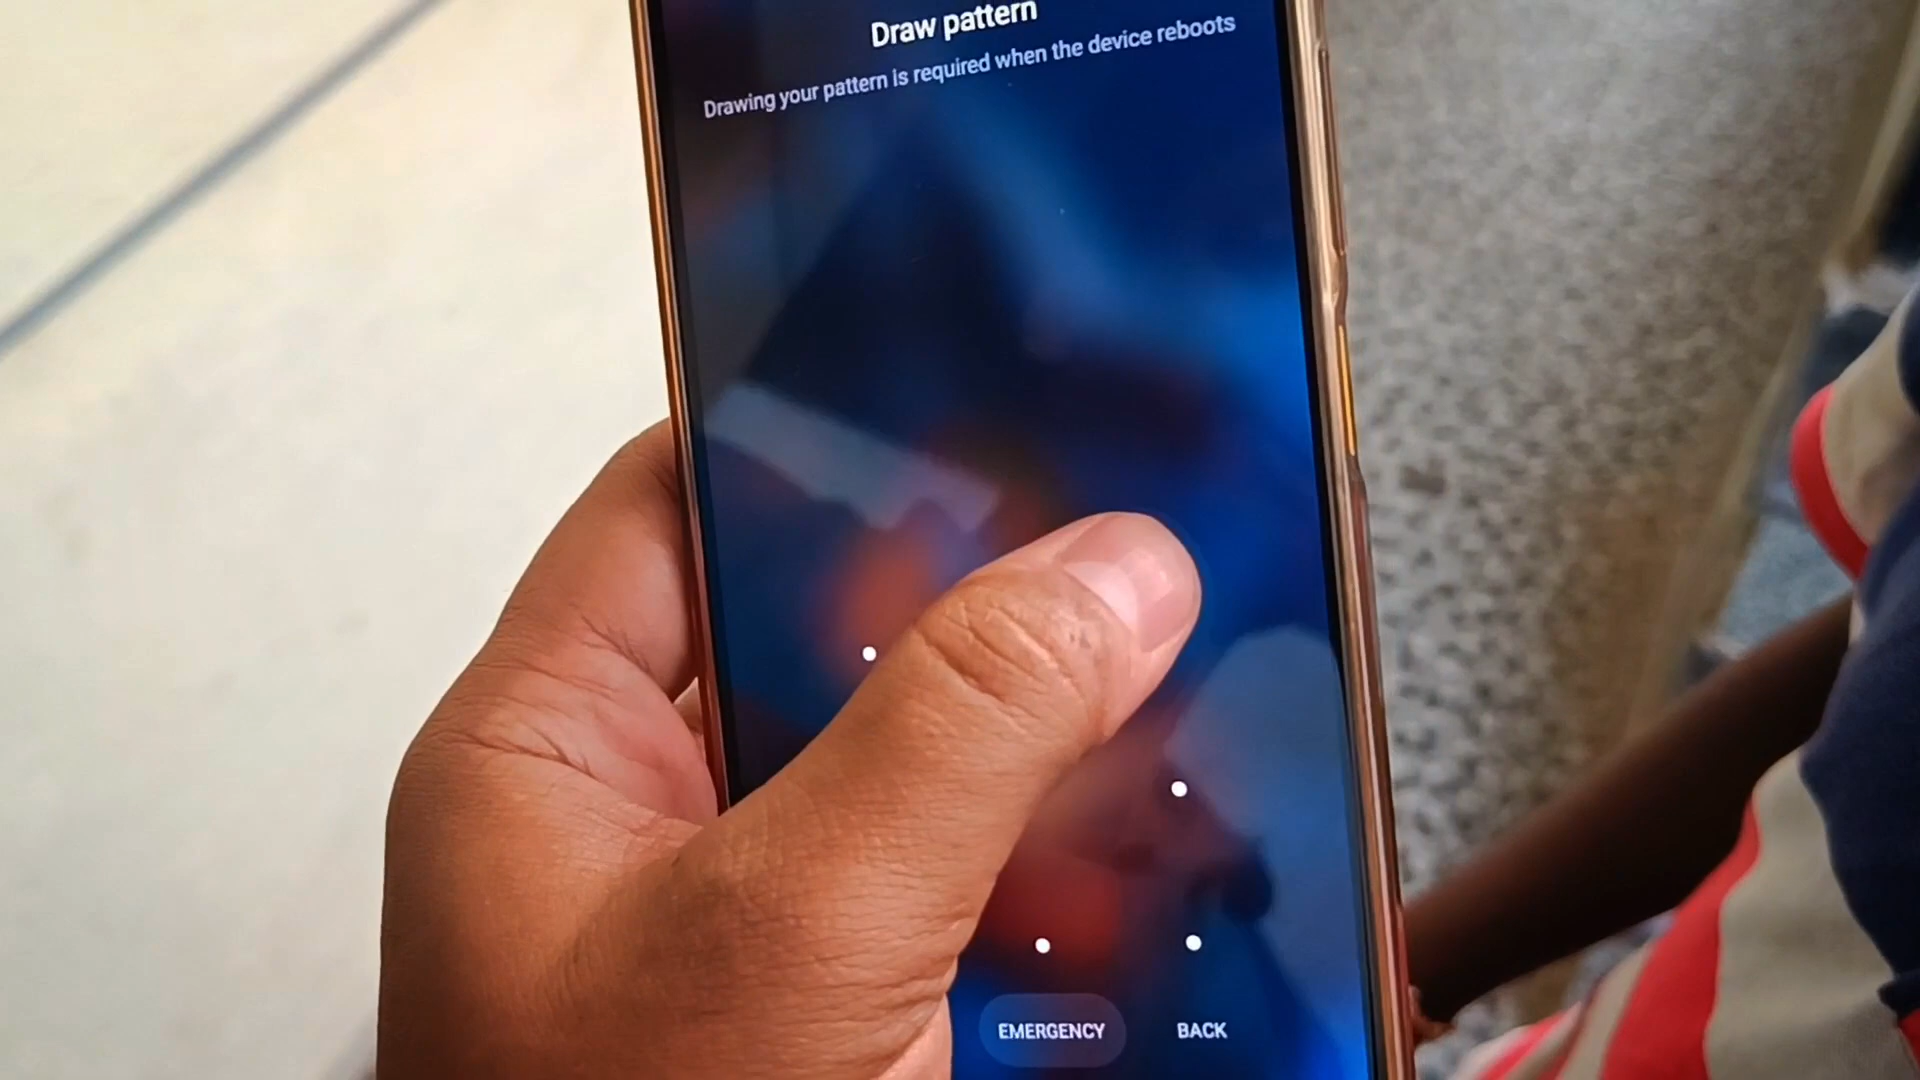 Draw pattern
Drawing your pattern is required when the device reboots
EMERGENCY
BACK